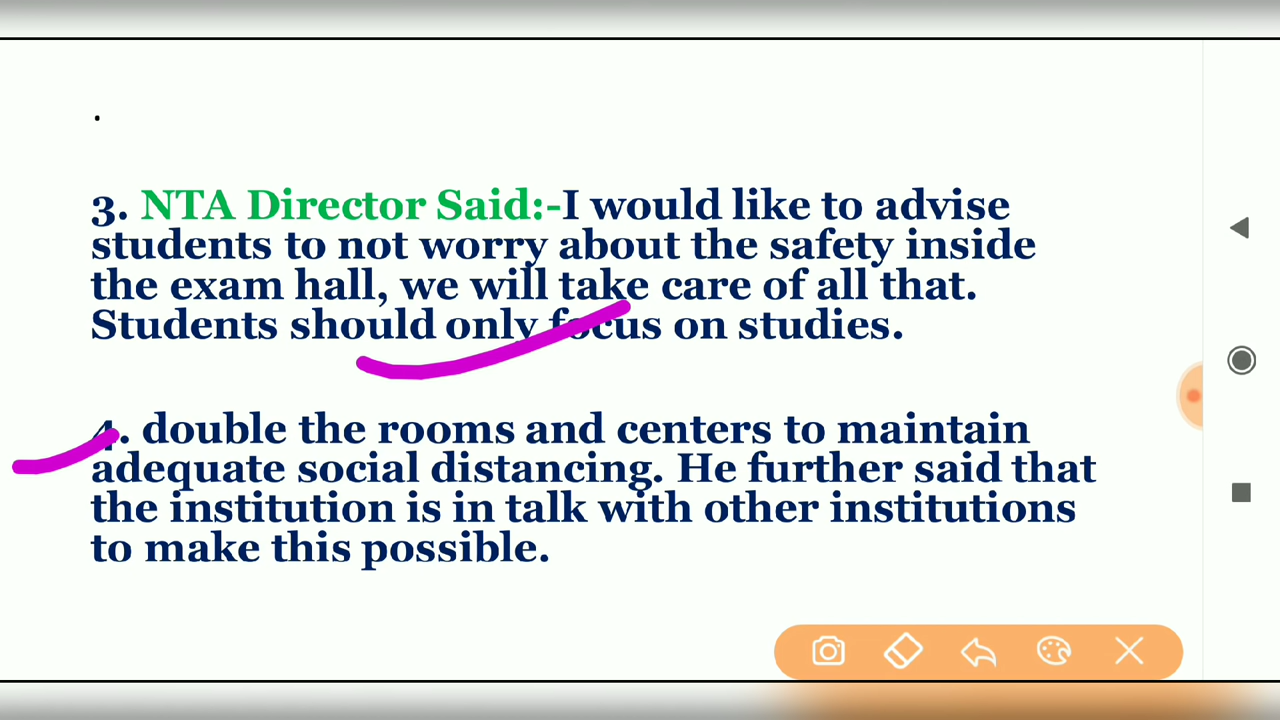 .
3. NTA Director Said:-I would like to advise
students to not worry about the safety inside
the exam hall, we will take care of all that.
Students should only focus on studies.
4. double the rooms and centers to maintain
adequate social distancing. He further said that
the institution is in talk with other institutions
to make this possible.